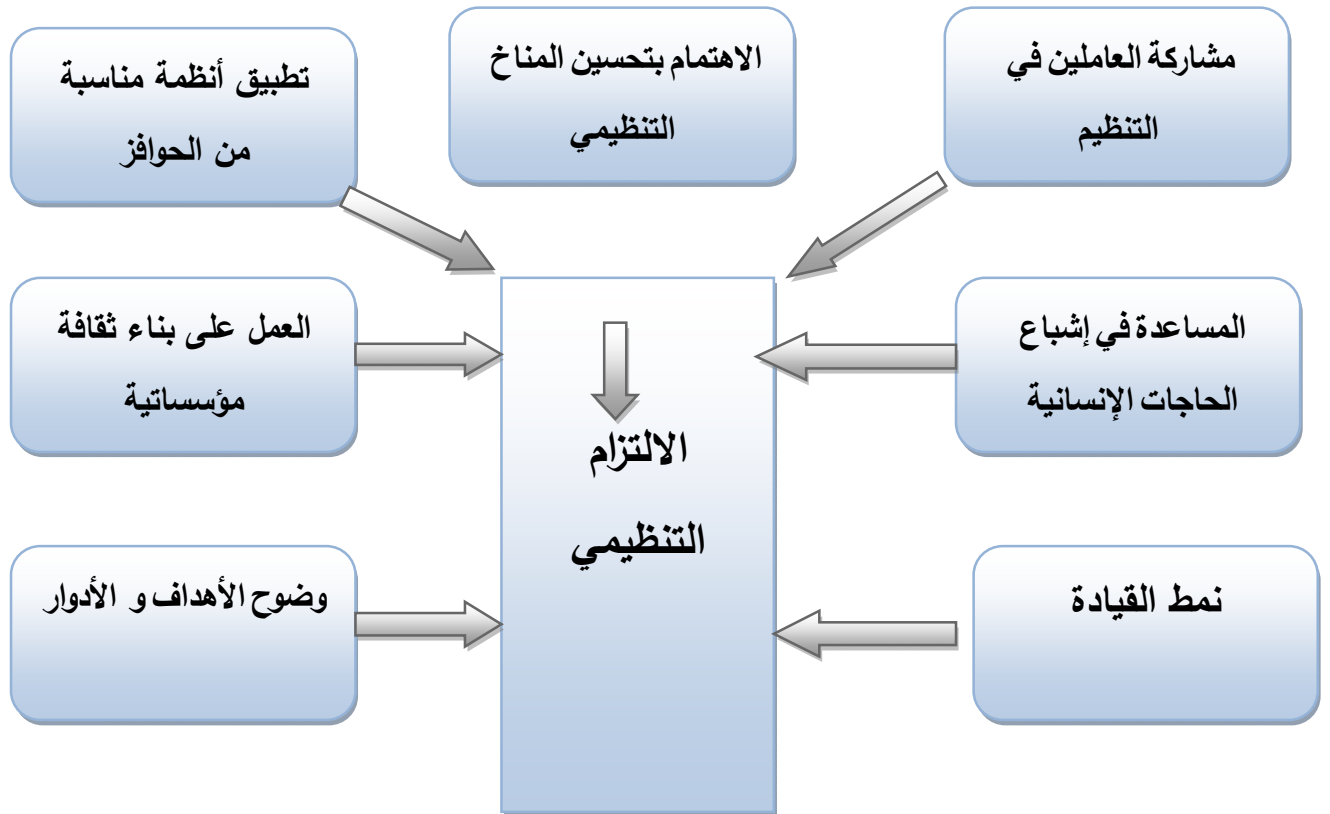 مشاركة العاملين في
التنظيم
الاهتمام بتحسين المناخ
التنظيمي
تطبيق أنظمة مناسبة
من الحوافز
المساعدة في إشباع
الحاجات الإنسانية
العمل على بناء ثقافة
مؤسساتية
الالتزام
التنظيمي
نمط القيادة
وضوح الأهداف و الأدوار